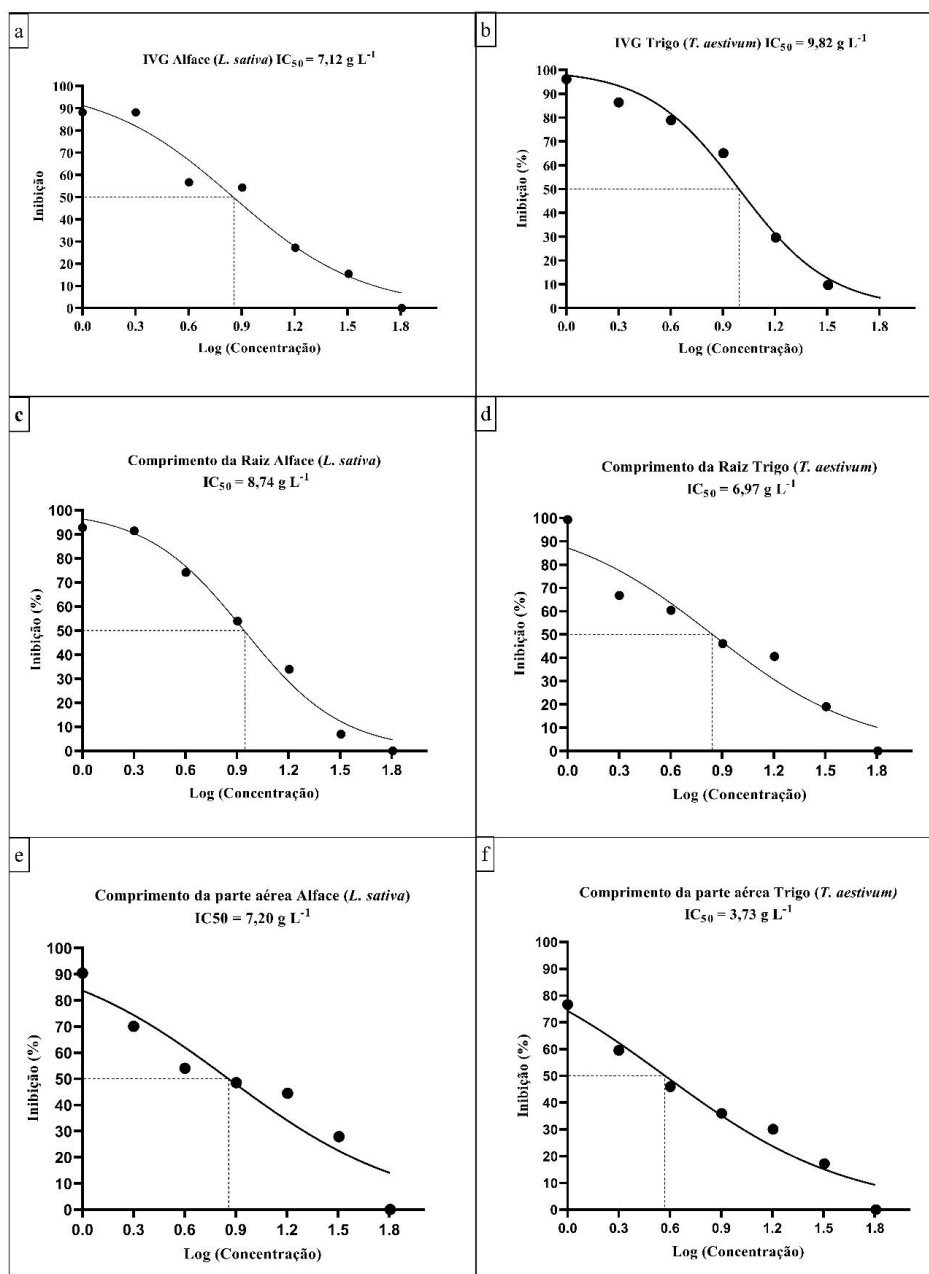 a
IVG Alface (L. sativa) IC50 = 7,12 g L-1
100
90
80
70
60
50
40
30
20
10
0
Inibição
0.0 0.3 0.6 0.9 1.2 1.5 1.8
Log (Concentração)
b
IVG Trigo (T. aestivum) IC50 = 9,82 g L-1
100
90
80
70
60
50
40
30
20
10
0
Inibição (%)
0.0 0.3 0.6 0.9 1.2 1.5 1.8
Log (Concentração)
c
Comprimento da Raiz Alface (L. sativa)
IC50 = 8,74 g L-1
100
90
80
70
60
50
40
30
20
10
0
Inibição (%)
0.0 0.3 0.6 0.9 1.2 1.5 1.8
Log (Concentração)
d
Comprimento da Raiz Trigo (T. aestivum)
IC50 = 6,97 g L-1
100
90
80
70
60
50
40
30
20
10
0
Inibição (%)
0.0 0.3 0.6 0.9 1.2 1.5 1.8
Log (Concentração)
e
Comprimento da parte aérea Alface (L. sativa)
IC50 = 7,20 g L-1
100
90
80
70
60
50
40
30
20
10
0
Inibição (%)
0.0 0.3 0.6 0.9 1.2 1.5 1.8
Log (Concentração)
f
Comprimento da parte aérea Trigo (T. aestivum)
IC50 = 3,73 g L-1
100
90
80
70
60
50
40
30
20
10
0
Inibição (%)
0.0 0.3 0.6 0.9 1.2 1.5 1.8
Log (Concentração)